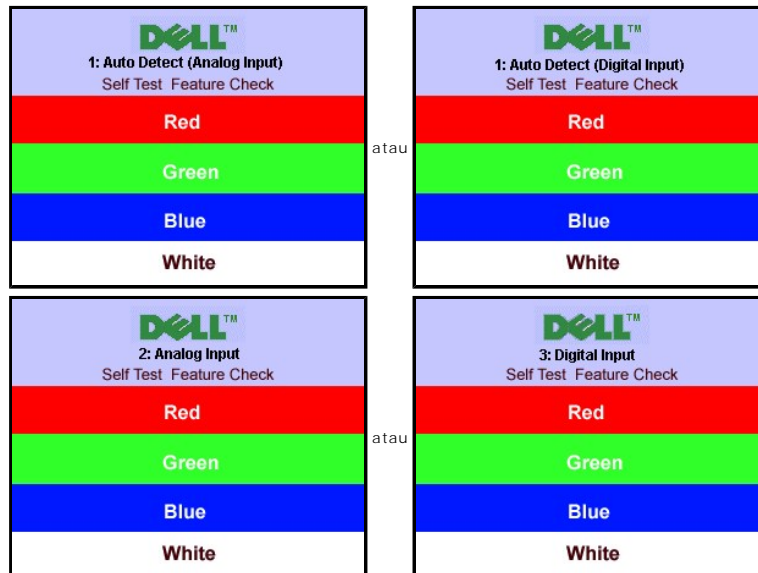 DELL™
1: Auto Detect (Analog Input)
Self Test Feature Check
Red
Green
Blue
White
atau
DELL™
1: Auto Detect (Digital Input)
Self Test Feature Check
Red
Green
Blue
White
DELL™
2: Analog Input
Self Test Feature Check
Red
Green
Blue
White
atau
DELL™
3: Digital Input
Self Test Feature Check
Red
Green
Blue
White